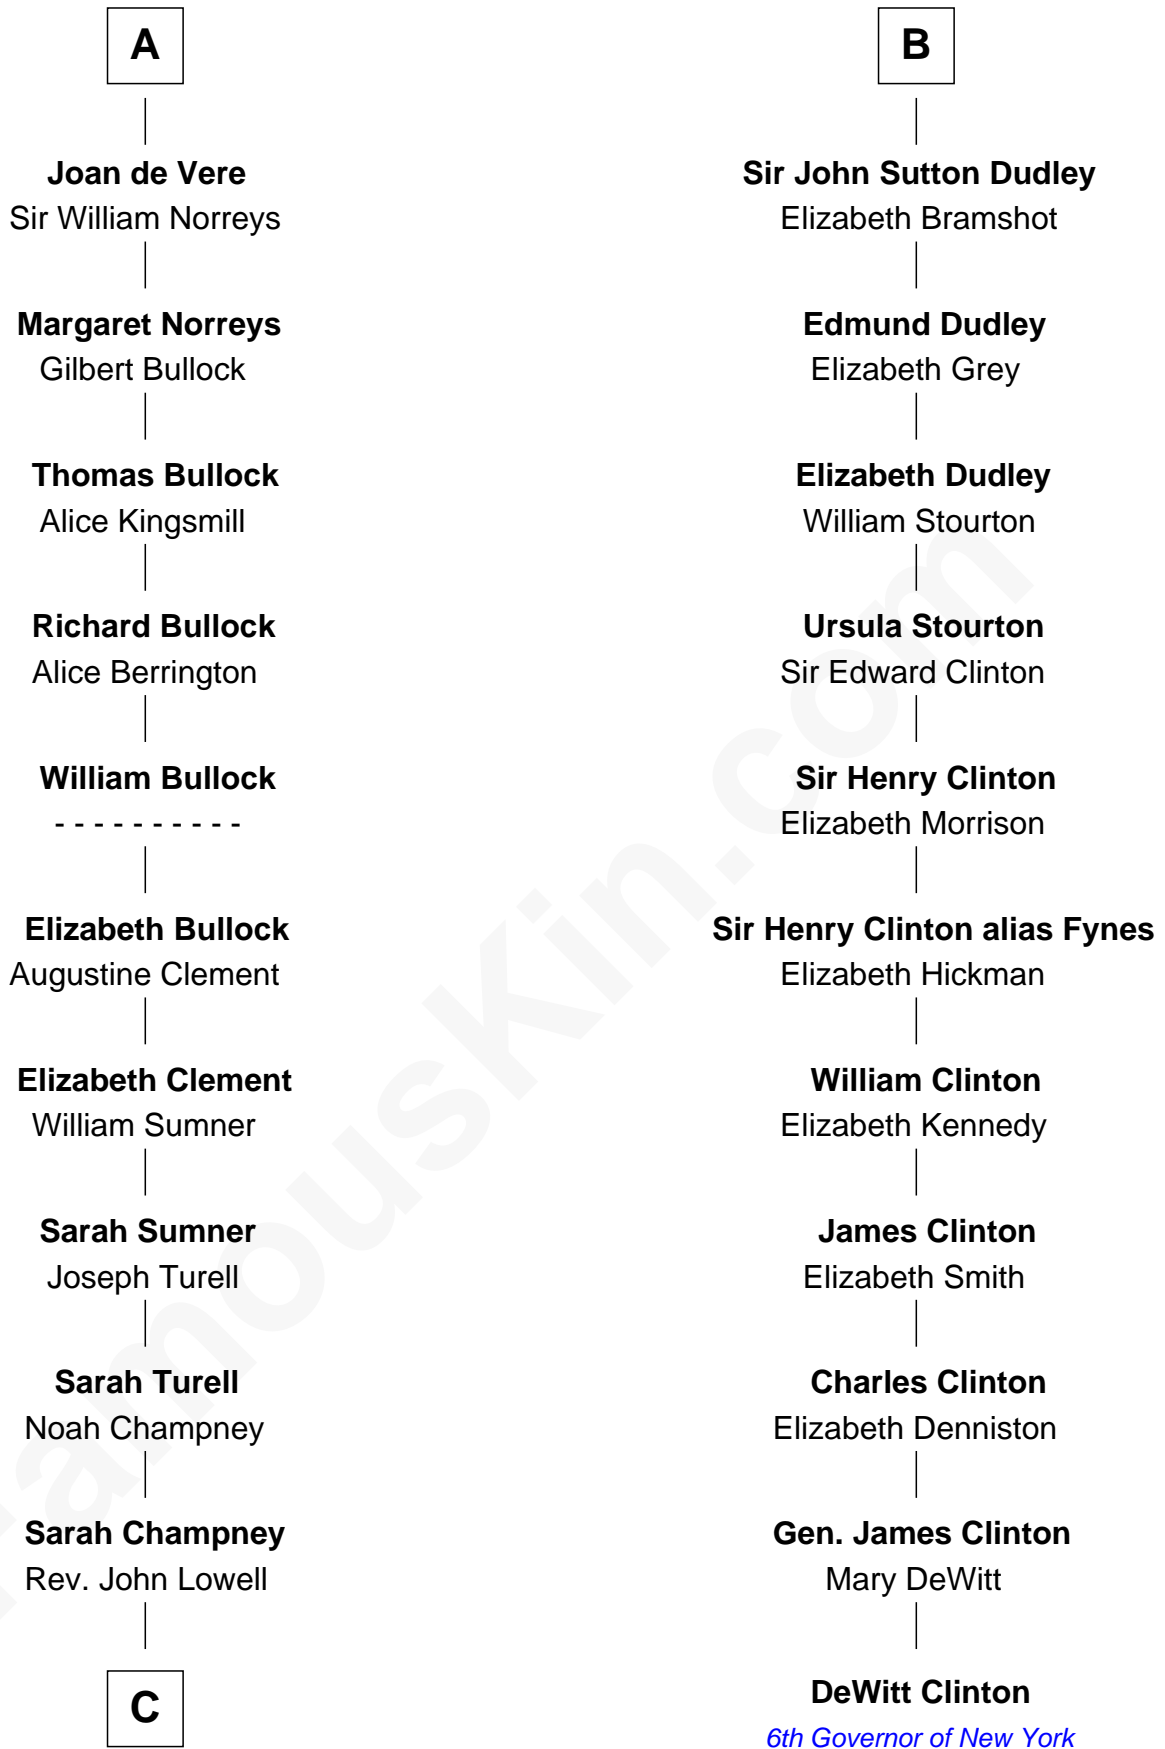 A
Joan de Vere
Sir William Norreys
Margaret Norreys
Gilbert Bullock
Thomas Bullock
Alice Kingsmill
Richard Bullock
Alice Berrington
William Bullock
- - - - - - - - - -
Elizabeth Bullock
Augustine Clement
Elizabeth Clement
William Sumner
Sarah Sumner
Joseph Turell
Sarah Turell
Noah Champney
Sarah Champney
Rev. John Lowell
C
B
Sir John Sutton Dudley
Elizabeth Bramshot
Edmund Dudley
Elizabeth Grey
Elizabeth Dudley
William Stourton
Ursula Stourton
Sir Edward Clinton
Sir Henry Clinton
Elizabeth Morrison
Sir Henry Clinton alias Fynes
Elizabeth Hickman
William Clinton
Elizabeth Kennedy
James Clinton
Elizabeth Smith
Charles Clinton
Elizabeth Denniston
Gen. James Clinton
Mary DeWitt
DeWitt Clinton
6th Governor of New York
FamousKin.com